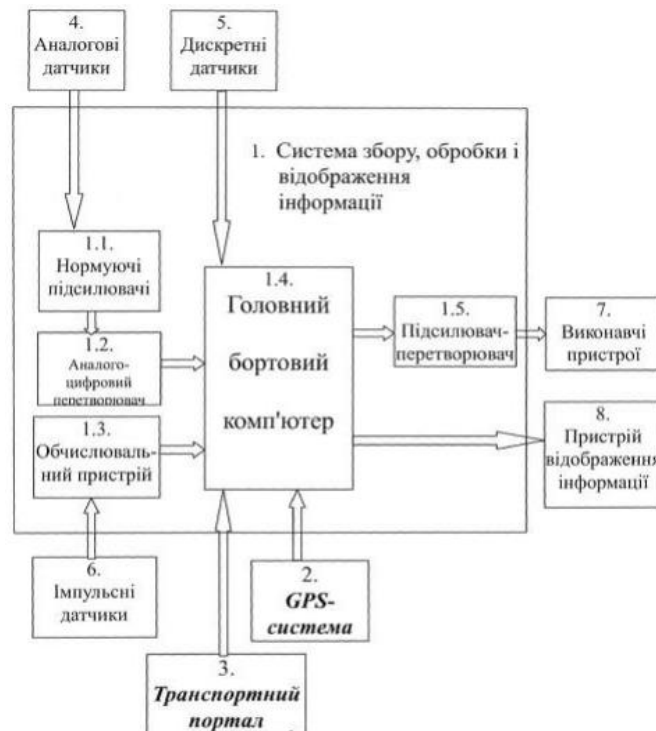 4.
Аналогові
датчики
5.
Дискретні
датчики
1. Система збору, обробки і
відображення
інформації
1.1.
Нормуючі
підсилювачі
1.2.
Аналого-
цифровий
перетворювач
1.3.
Обчислюваль-
ний пристрій
1.4.
Головний
бортовий
комп'ютер
1.5.
Підсилювач-
перетворювач
7.
Виконавчі
пристрої
8.
Пристрій
відображення
інформації
6.
Імпульсні
датчики
2.
GPS-
система
3.
Транспортний
портал